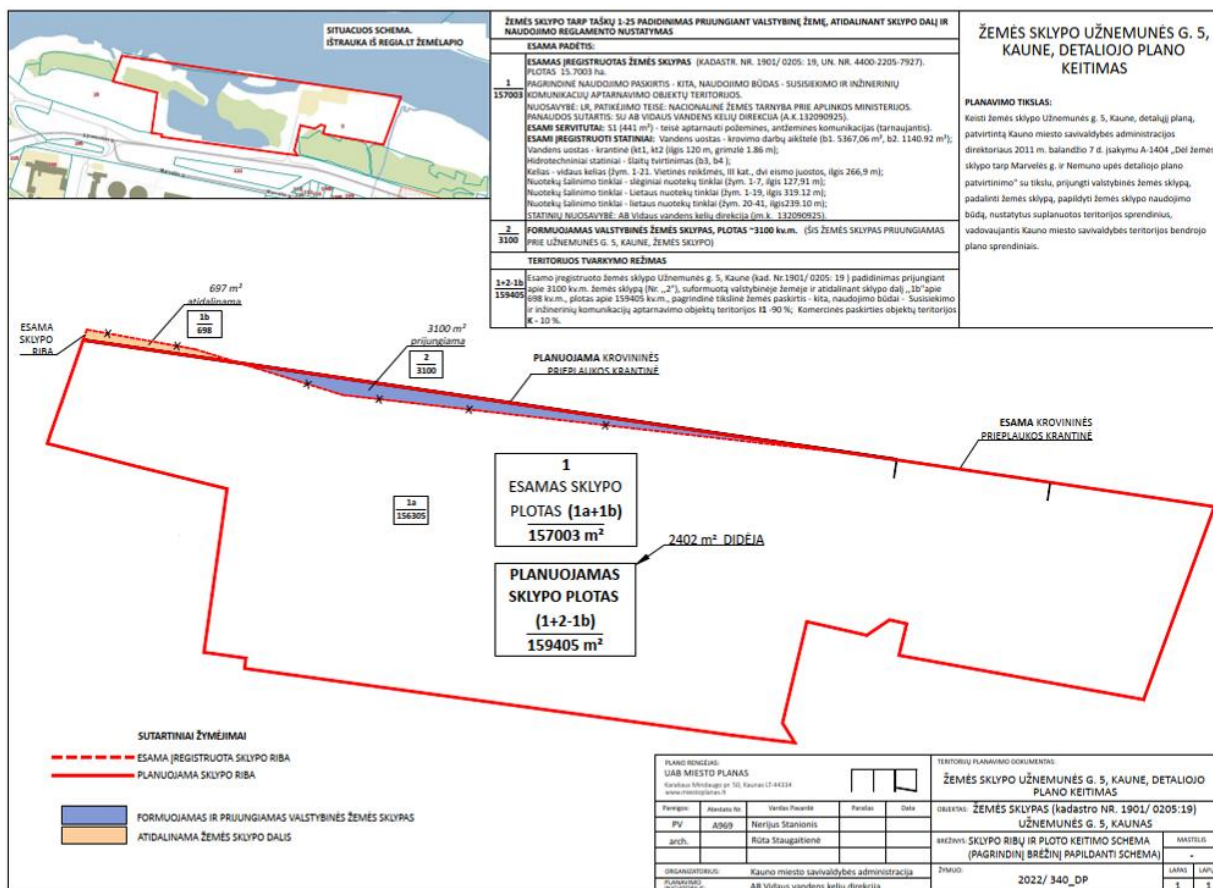 SITUACIJOS SCHEMA.
IŠTRAUKA IŠ REGIA.LT ŽEMĖLAPIO
ŽEMĖS SKLYPO TARP TAŠKŲ 1-25 PADIDINIMAS PRIJUNGIANT VALSTYBINĘ ŽEMĘ, ATIDALINANT SKLYPO DALĮ IR
NAUDOJIMO REGLAMENTO NUSTATYMAS
ESAMA PADĖTIS:
1
157003
ESAMAS ĮREGISTRUOTAS ŽEMĖS SKLYPAS (KADASTR. NR. 1901/ 0205: 19, UN. NR. 4400-2205-7927).
PLOTAS 15.7003 ha.
PAGRINDINĖ NAUDOJIMO PASKIRTIS - KITA, NAUDOJIMO BŪDAS - SUSISIEKIMO IR INŽINERINIŲ
KOMUNIKACIJŲ APTARNAVIMO OBJEKTŲ TERITORIJOS.
NUOSAVYBĖ: LR, PATIKĖJIMO TEISĖ: NACIONALINĖ ŽEMĖS TARNYBA PRIE APLINKOS MINISTERIJOS.
PANAUDOS SUTARTIS: SU AB VIDAUS VANDENS KELIŲ DIREKCIJA (A.K.132090925).
ESAMI SERVITUTAI: S1 (441 m²) - teisė aptarnauti požemines, antžemines komunikacijas (tarnaujantis).
ESAMI ĮREGISTRUOTI STATINIAI: Vandens uostas - krovimo darbų aikštelė (b1. 5367,06 m², b2. 1140.92 m²);
Vandens uostas - krantinė (kt1, kt2 (ilgis 120 m, grimzlė 1.86 m);
Hidrotechniniai statiniai - šlaitų tvirtinimas (b3, b4 );
Kelias - vidaus kelias (žym. 1-21. Vietinės reikšmės, III kat., dvi eismo juostos, ilgis 266,9 m);
Nuotekų šalinimo tinklai - slėginiai nuotekų tinklai (žym. 1-7, ilgis 127,91 m);
Nuotekų šalinimo tinklai - Lietaus nuotekų tinklai (žym. 1-19, ilgis 319.12 m);
Nuotekų šalinimo tinklai - lietaus nuotekų tinklai (žym. 20-41, ilgis239.10 m);
STATINIŲ NUOSAVYBĖ: AB Vidaus vandens kelių direkcija (įm.k. 132090925).
2
3100
FORMUOJAMAS VALSTYBINĖS ŽEMĖS SKLYPAS, PLOTAS ~3100 kv.m. (ŠIS ŽEMĖS SKLYPAS PRIJUNGIAMAS
PRIE UŽNEMUNĖS G. 5, KAUNE, ŽEMĖS SKLYPO)
TERITORIJOS TVARKYMO REŽIMAS
1+2-1b
159405
Esamo įregistruoto žemės sklypo Užnemunės g. 5, Kaune (kad. Nr.1901/ 0205: 19 ) padidinimas prijungiant
apie 3100 kv.m. žemės sklypą (Nr. „2"), suformuotą valstybinėje žemėje ir atidalinant sklypo dalį „1b"apie
698 kv.m., plotas apie 159405 kv.m., pagrindinė tikslinė žemės paskirtis - kita, naudojimo būdai - Susisiekimo
ir inžinerinių komunikacijų aptarnavimo objektų teritorijos I1 -90 %; Komercinės paskirties objektų teritorijos
K - 10 %.
ŽEMĖS SKLYPO UŽNEMUNĖS G. 5,
KAUNE, DETALIOJO PLANO
KEITIMAS
PLANAVIMO TIKSLAS:
Keisti žemės sklypo Užnemunės g. 5, Kaune, detalųjį planą,
patvirtintą Kauno miesto savivaldybės administracijos
direktoriaus 2011 m. balandžio 7 d. įsakymu A-1404 „Dėl žemės
sklypo tarp Marvelės g. ir Nemuno upės detaliojo plano
patvirtinimo" su tikslu, prijungti valstybinės žemės sklypą,
padalinti žemės sklypą, papildyti žemės sklypo naudojimo
būdą, nustatytus suplanuotos teritorijos sprendinius,
vadovaujantis Kauno miesto savivaldybės teritorijos bendrojo
plano sprendiniais.
697 m²
atidalinama
1b
698
ESAMA
SKLYPO
RIBA
3100 m²
prijungiama
2
3100
PLANUOJAMA KROVININĖS
PRIEPLAUKOS KRANTINĖ
ESAMA KROVININĖS
PRIEPLAUKOS KRANTINĖ
1a
156305
1
ESAMAS SKLYPO
PLOTAS (1a+1b)
157003 m²
2402 m² DIDĖJA
PLANUOJAMAS
SKLYPO PLOTAS
(1+2-1b)
159405 m²
SUTARTINIAI ŽYMĖJIMAI
ESAMA ĮREGISTRUOTA SKLYPO RIBA
PLANUOJAMA SKLYPO RIBA
FORMUOJAMAS IR PRIJUNGIAMAS VALSTYBINĖS ŽEMĖS SKLYPAS
ATIDALINAMA ŽEMĖS SKLYPO DALIS
PLANO RENGĖJAS:
UAB MIESTO PLANAS
Karaliaus Mindaugo pr. 50, Kaunas LT-44334
www.miestoplanas.lt
Pareigos Atestato Nr. Vardas Pavardė Parašas Data
PV A969 Nerijus Stanionis
arch. Rūta Staugaitienė
ORGANIZATORIUS: Kauno miesto savivaldybės administracija
PLANAVIMO
AB Vidaus vandens kelių direkcija
TERITORIJŲ PLANAVIMO DOKUMENTAS:
ŽEMĖS SKLYPO UŽNEMUNĖS G. 5, KAUNE, DETALIOJO
PLANO KEITIMAS
OBJEKTAS: ŽEMĖS SKLYPAS (kadastro NR. 1901/ 0205:19)
UŽNEMUNĖS G. 5, KAUNAS
BRĖŽINYS: SKLYPO RIBŲ IR PLOTO KEITIMO SCHEMA
(PAGRINDINĮ BRĖŽINĮ PAPILDANTI SCHEMA)
MASTELIS
-
ŽYMUO:
2022/ 340_DP
LAPAS LAPŲ
1 1